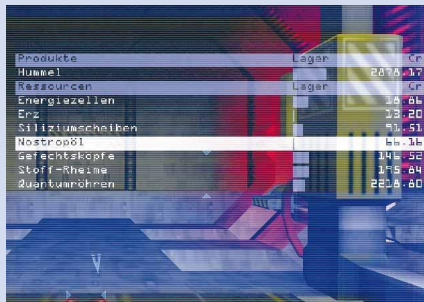 Produkte Lager Cr
Hummel 2878.17
Ressourcen Lager Cr
Energiezellen 18.86
Erz 13.20
Siliziumscheiben 91.51
Nostropöl 66.16
Gefechtsköpfe 146.52
Stoff-Rheime 195.84
Quantumröhren 2218.80